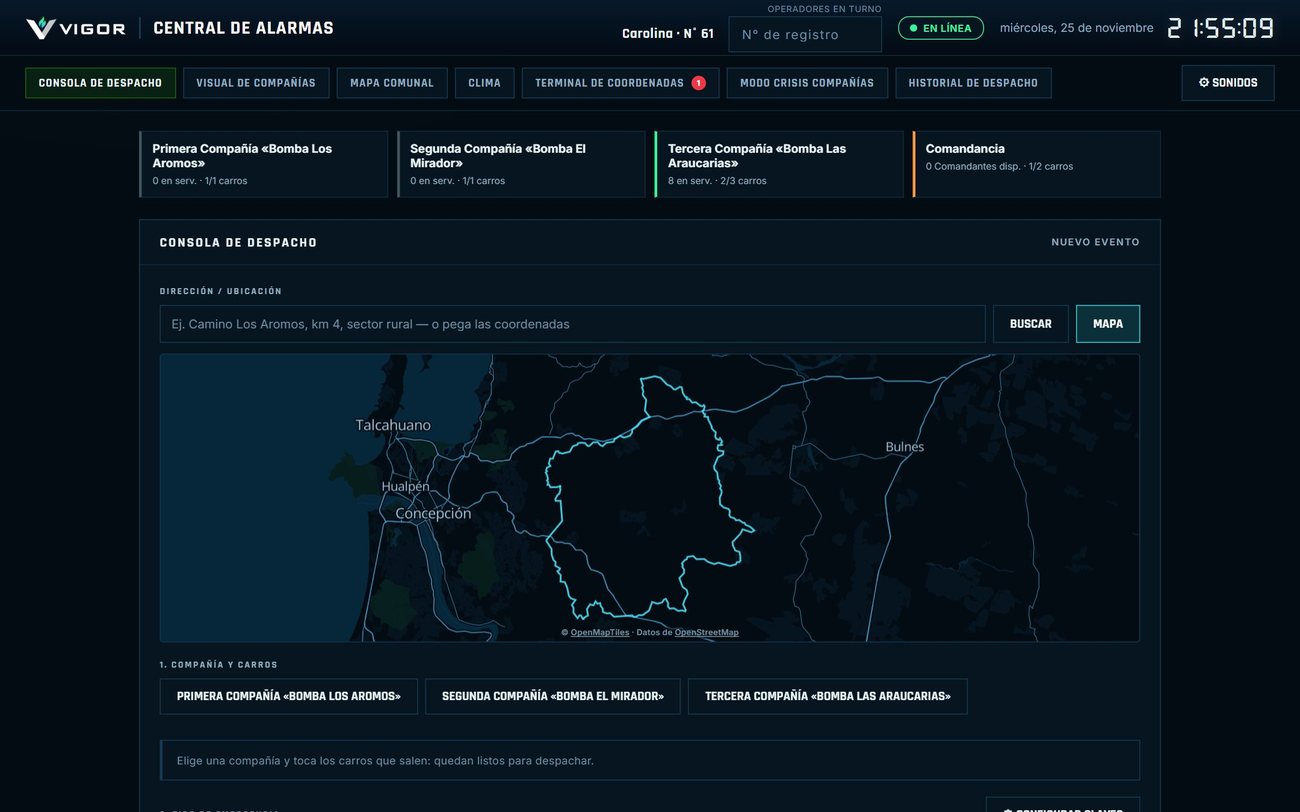 VIGOR
CENTRAL DE ALARMAS
OPERADORES EN TURNO
Carolina · N° 61
N° de registro
EN LÍNEA
miércoles, 25 de noviembre
21:55:09
CONSOLA DE DESPACHO
VISUAL DE COMPAÑÍAS
MAPA COMUNAL
CLIMA
TERMINAL DE COORDENADAS 1
MODO CRISIS COMPAÑÍAS
HISTORIAL DE DESPACHO
SONIDOS
Primera Compañía «Bomba Los
Aromos»
0 en serv. · 1/1 carros
Segunda Compañía «Bomba El
Mirador»
0 en serv. · 1/1 carros
Tercera Compañía «Bomba Las
Araucarias»
8 en serv. · 2/3 carros
Comandancia
0 Comandantes disp. · 1/2 carros
CONSOLA DE DESPACHO
NUEVO EVENTO
DIRECCIÓN / UBICACIÓN
Ej. Camino Los Aromos, km 4, sector rural — o pega las coordenadas
BUSCAR
MAPA
Talcahuano
Bulnes
Hualpén
Concepción
© OpenMapTiles · Datos de OpenStreetMap
1. COMPAÑÍA Y CARROS
PRIMERA COMPAÑÍA «BOMBA LOS AROMOS»
SEGUNDA COMPAÑÍA «BOMBA EL MIRADOR»
TERCERA COMPAÑÍA «BOMBA LAS ARAUCARIAS»
Elige una compañía y toca los carros que salen: quedan listos para despachar.